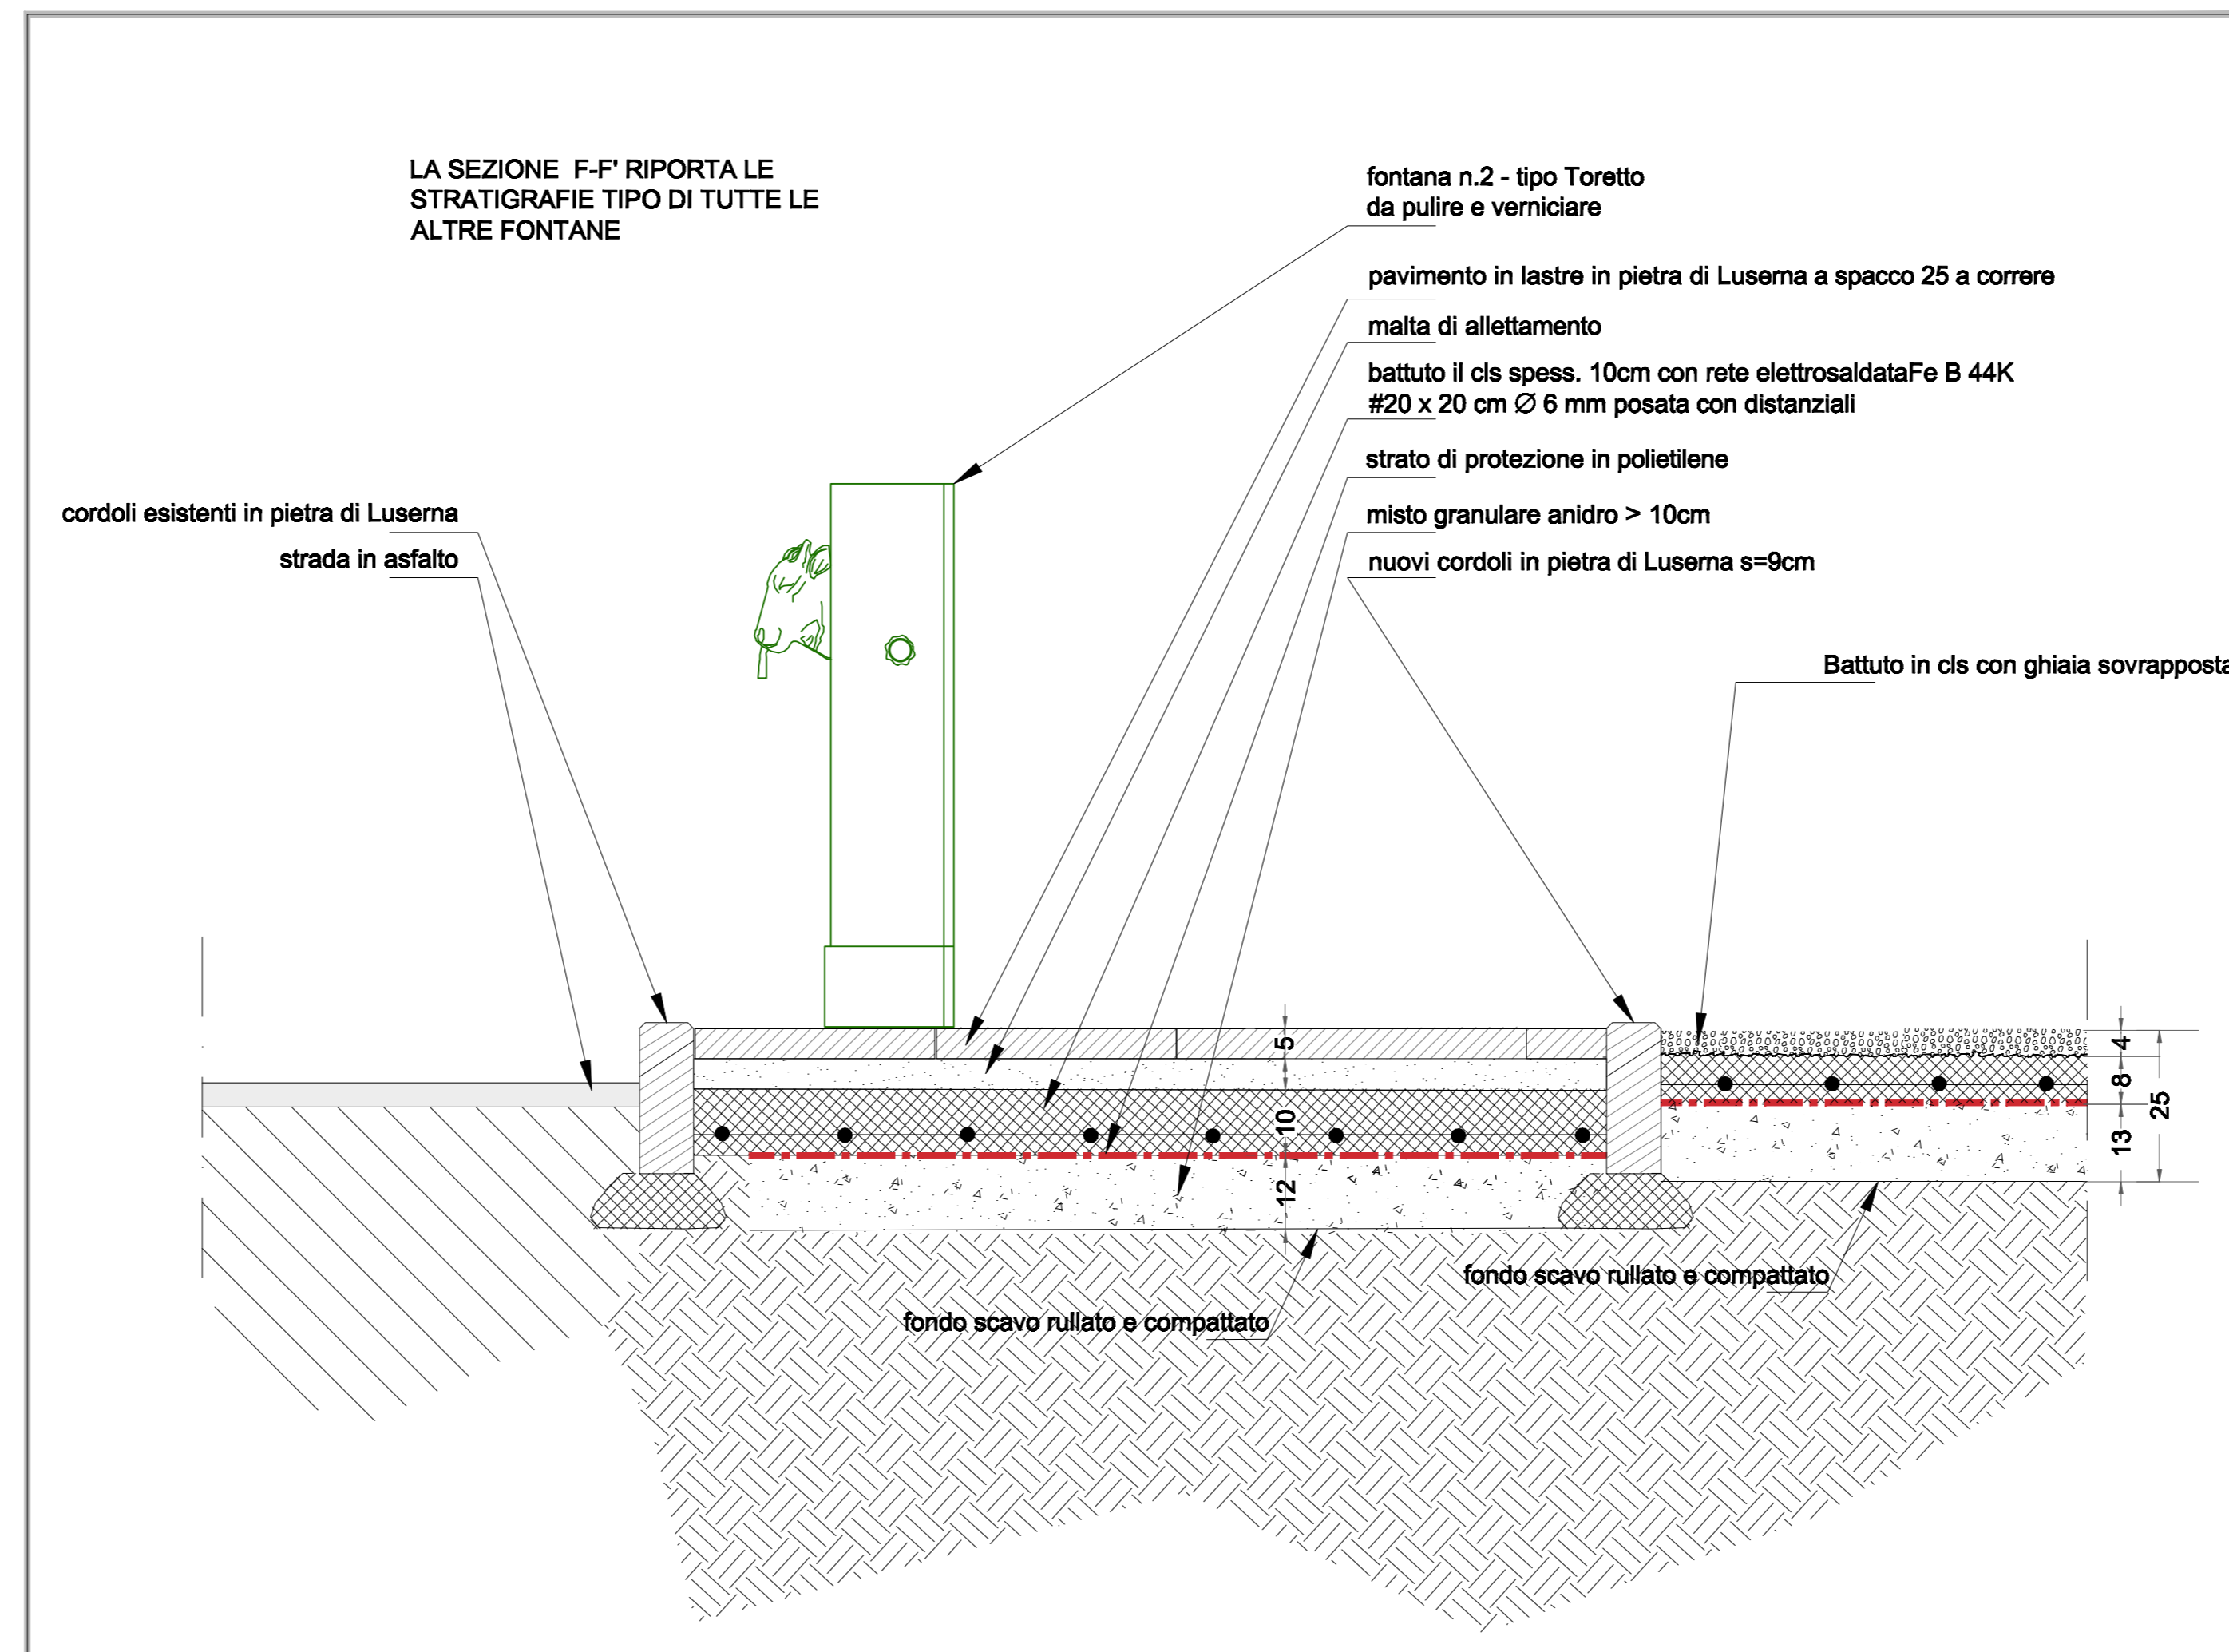 LA SEZIONE F-F' RIPORTA LE
STRATIGRAFIE TIPO DI TUTTE LE
ALTRE FONTANE
fontana n.2 - tipo Toretto
da pulire e verniciare
pavimento in lastre in pietra di Luserna a spacco 25 a correre
malta di allettamento
battuto il cls spess. 10cm con rete elettrosaldataFe B 44K
#20 x 20 cm Ø 6 mm posata con distanziali
strato di protezione in polietilene
misto granulare anidro > 10cm
nuovi cordoli in pietra di Luserna s=9cm
cordoli esistenti in pietra di Luserna
strada in asfalto
Battuto in cls con ghiaia sovrapposta
5
10
12
4
8
13
25
fondo scavo rullato e compattato
fondo scavo rullato e compattato